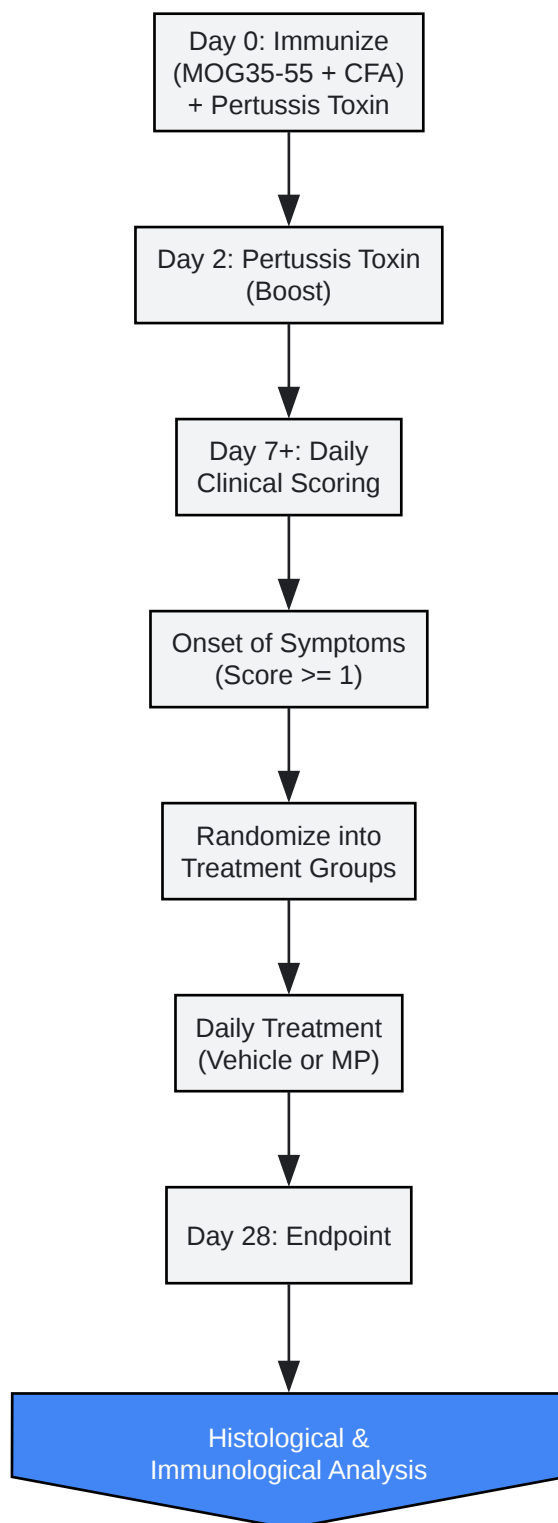 Day 0: Immunize
(MOG35-55 + CFA)
+ Pertussis Toxin
Day 2: Pertussis Toxin
(Boost)
Day 7+: Daily
Clinical Scoring
Onset of Symptoms
(Score >= 1)
Randomize into
Treatment Groups
Daily Treatment
(Vehicle or MP)
Day 28: Endpoint
Histological &
Immunological Analysis